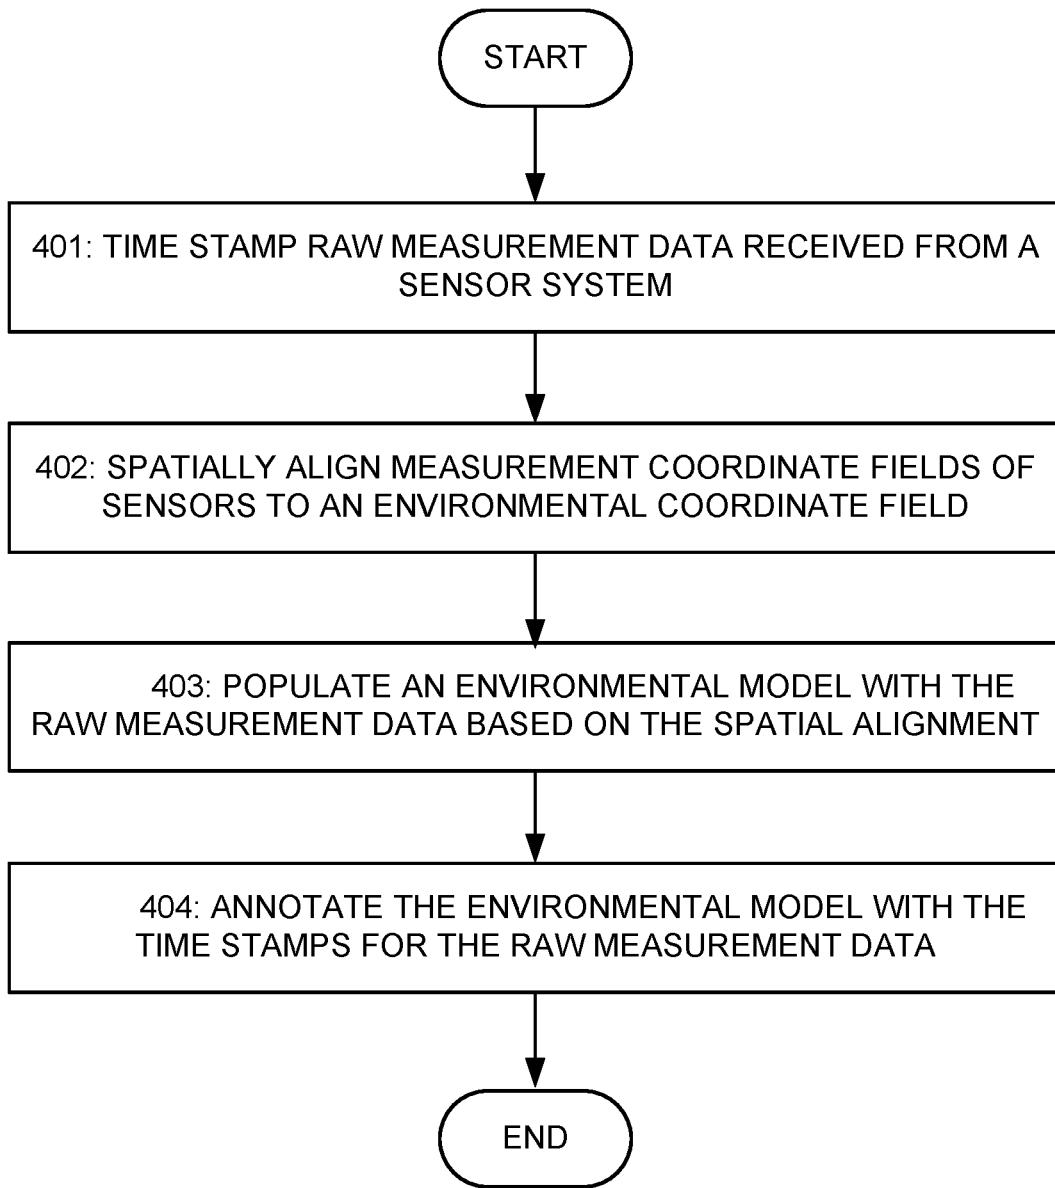 START
401: TIME STAMP RAW MEASUREMENT DATA RECEIVED FROM A
SENSOR SYSTEM
402: SPATIALLY ALIGN MEASUREMENT COORDINATE FIELDS OF
SENSORS TO AN ENVIRONMENTAL COORDINATE FIELD
403: POPULATE AN ENVIRONMENTAL MODEL WITH THE
RAW MEASUREMENT DATA BASED ON THE SPATIAL ALIGNMENT
404: ANNOTATE THE ENVIRONMENTAL MODEL WITH THE
TIME STAMPS FOR THE RAW MEASUREMENT DATA
END